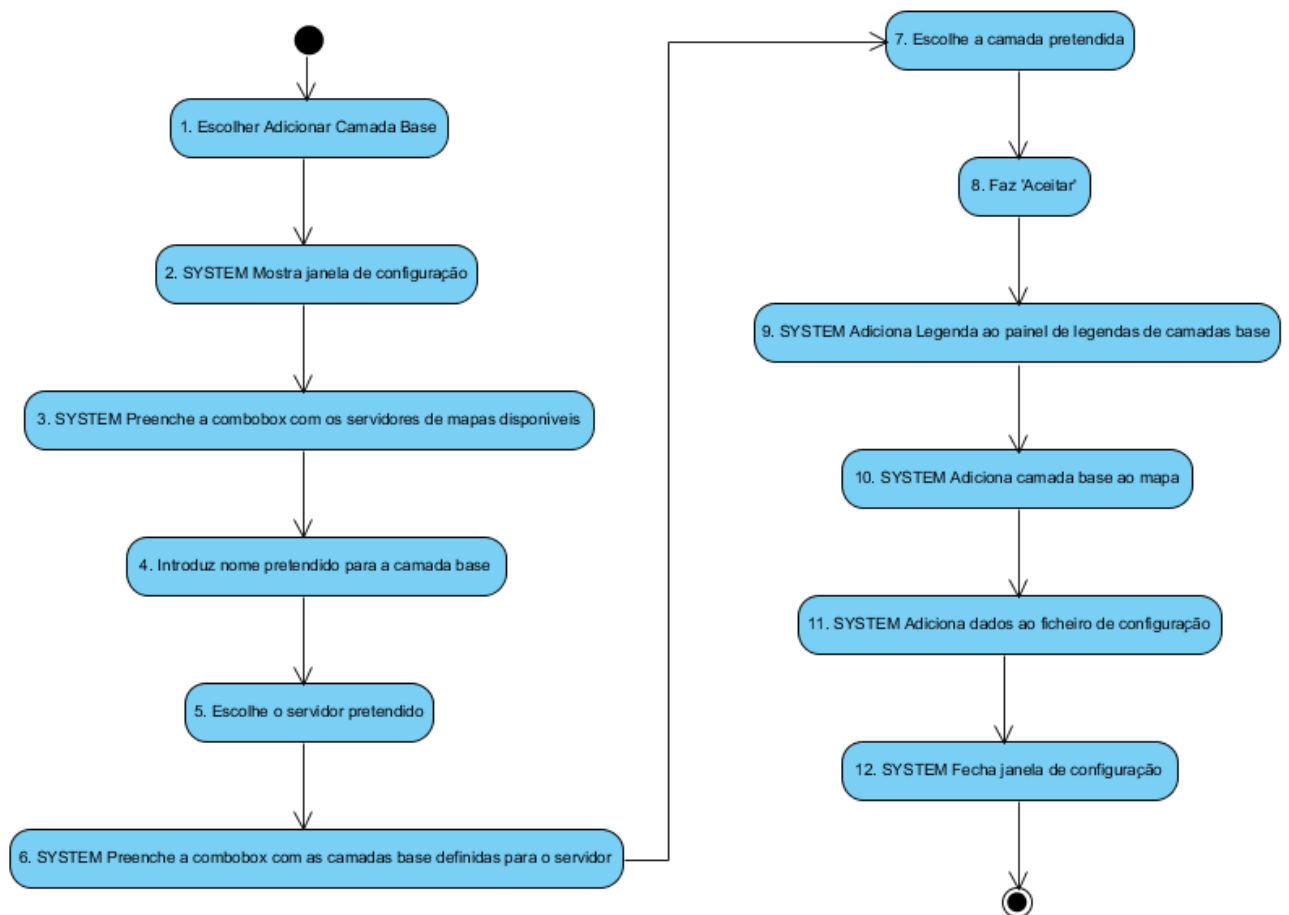 1. Escolher Adicionar Camada Base
2. SYSTEM Mostra janela de configuração
3. SYSTEM Preenche a combobox com os servidores de mapas disponíveis
4. Introduz nome pretendido para a camada base
5. Escolhe o servidor pretendido
6. SYSTEM Preenche a combobox com as camadas base definidas para o servidor
7. Escolhe a camada pretendida
8. Faz 'Aceitar'
9. SYSTEM Adiciona Legenda ao painel de legendas de camadas base
10. SYSTEM Adiciona camada base ao mapa
11. SYSTEM Adiciona dados ao ficheiro de configuração
12. SYSTEM Fecha janela de configuração